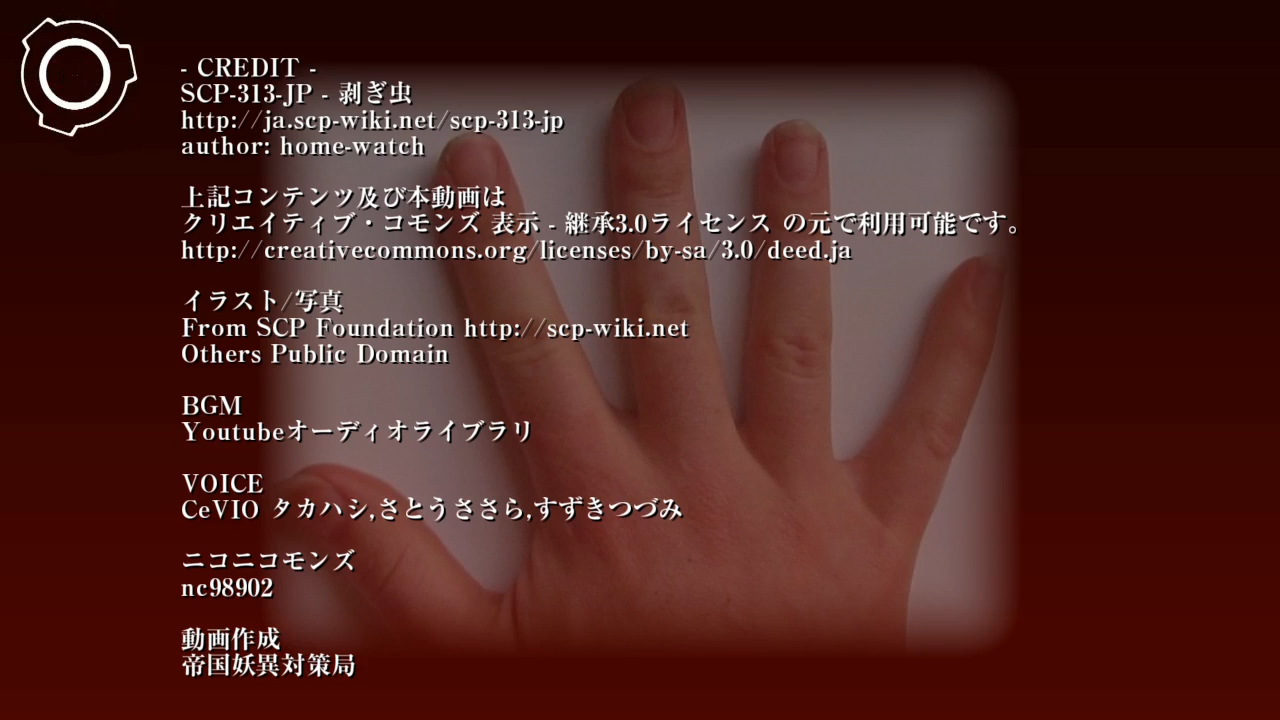 - CREDIT -
SCP-313-JP - 剥ぎ虫
http://ja.scp-wiki.net/scp-313-jp
author: home-watch
上記コンテンツ及び本動画は
クリエイティブ・コモンズ 表示 - 継承3.0ライセンス の元で利用可能です。
http://creativecommons.org/licenses/by-sa/3.0/deed.ja
イラスト/写真
From SCP Foundation http://scp-wiki.net
Others Public Domain
BGM
Youtubeオーディオライブラリ
VOICE
CeVIO タカハシ,さとうささら,すずきつづみ
ニコニコモンズ
nc98902
動画作成
帝国妖異対策局